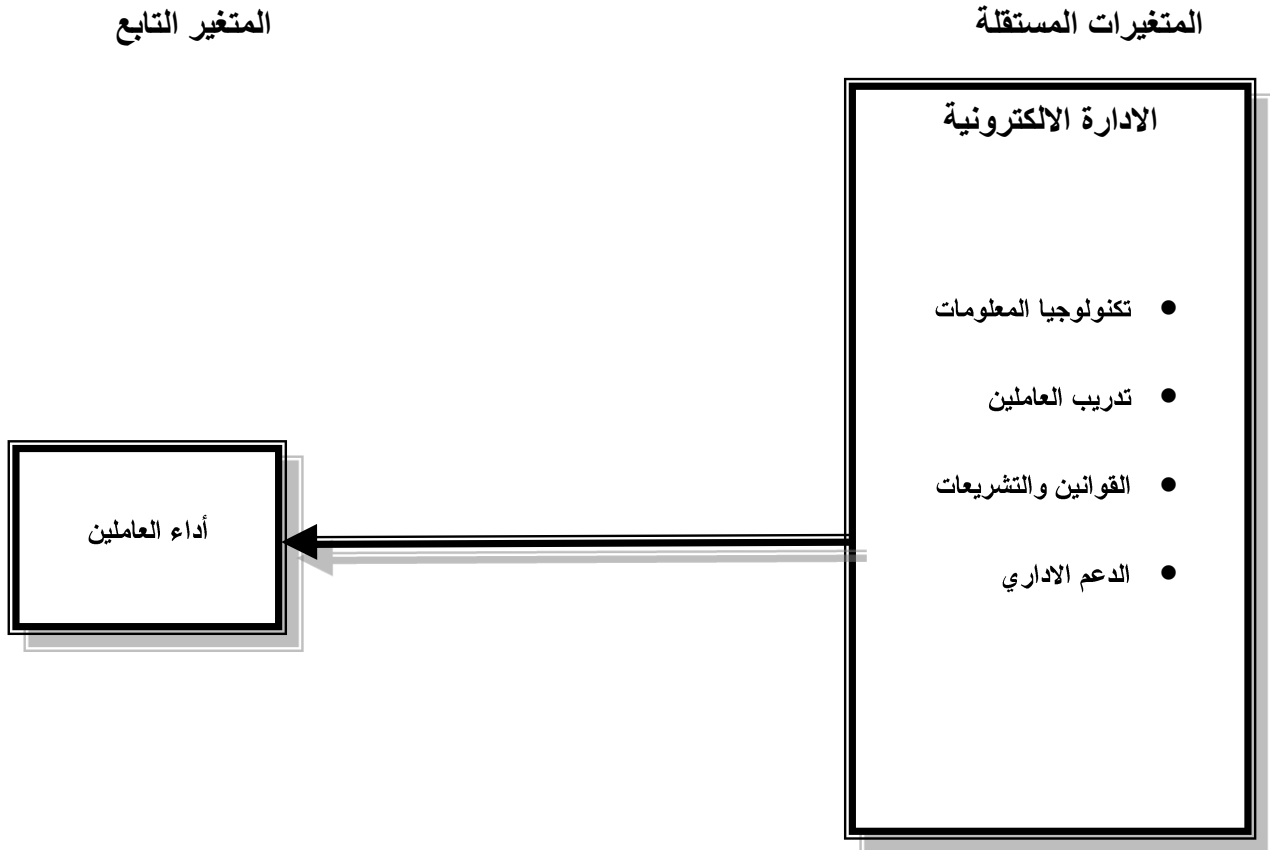 المتغيرات المستقلة
المتغير التابع
الادارة الالكترونية
• تكنولوجيا المعلومات
• تدريب العاملين
• القوانين والتشريعات
• الدعم الاداري
أداء العاملين